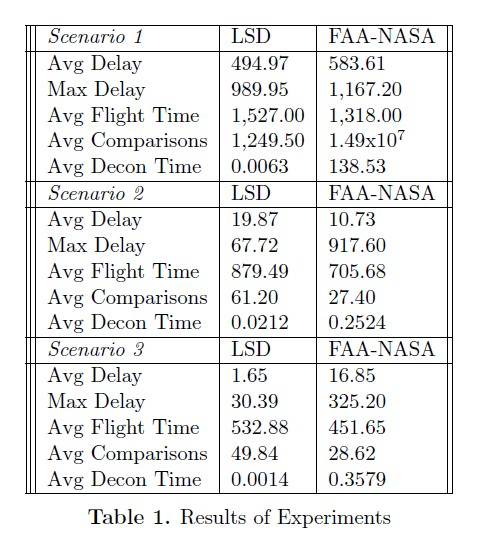 Scenario 1 LSD FAA-NASA
Avg Delay 494.97 583.61
Max Delay 989.95 1,167.20
Avg Flight Time 1,527.00 1,318.00
Avg Comparisons 1,249.50 1.49x10⁷
Avg Decon Time 0.0063 138.53
Scenario 2 LSD FAA-NASA
Avg Delay 19.87 10.73
Max Delay 67.72 917.60
Avg Flight Time 879.49 705.68
Avg Comparisons 61.20 27.40
Avg Decon Time 0.0212 0.2524
Scenario 3 LSD FAA-NASA
Avg Delay 1.65 16.85
Max Delay 30.39 325.20
Avg Flight Time 532.88 451.65
Avg Comparisons 49.84 28.62
Avg Decon Time 0.0014 0.3579
Table 1. Results of Experiments